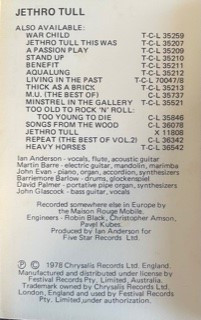 JETHRO TULL
ALSO AVAILABLE:
WAR CHILD T-C-L 35259
JETHRO TULL THIS WAS T-C-L 35207
A PASSION PLAY T-C-L 35209
STAND UP T-C-L 35210
BENEFIT T-C-L 35211
AQUALUNG T-C-L 35212
LIVING IN THE PAST T-C-L 70047/8
THICK AS A BRICK T-C-L 35213
M.U. (THE BEST OF) T-C-L 35737
MINSTREL IN THE GALLERY T-C-L 35521
TOO OLD TO ROCK 'N' ROLL:
TOO YOUNG TO DIE C-L 35846
SONGS FROM THE WOOD C-L 36078
JETHRO TULL X 11808
REPEAT (THE BEST OF VOL.2) C-L 36342
HEAVY HORSES T-C-L 36542
Ian Anderson - vocals, flute, acoustic guitar
Martin Barre - electric guitar, mandolin, marimba
John Evan - piano, organ, accordion, synthesizers
Barriemore Barlow - drums, glockenspiel
David Palmer - portative pipe organ, synthesizers
John Glascock - bass guitar, vocals
Recorded somewhere else in Europe by
the Maison Rouge Mobile.
Engineers - Robin Black, Christopher Amson,
Pavel Kubes.
Produced by Ian Anderson for
Five Star Records Ltd
℗ © 1978 Chrysalis Records Ltd. England.
Manufactured and distributed under license by
Festival Records Pty. Limited, Australia.
Trademark owned by Chrysalis Records Ltd.
London, England and used by Festival Records
Pty. Limited,under authorization.